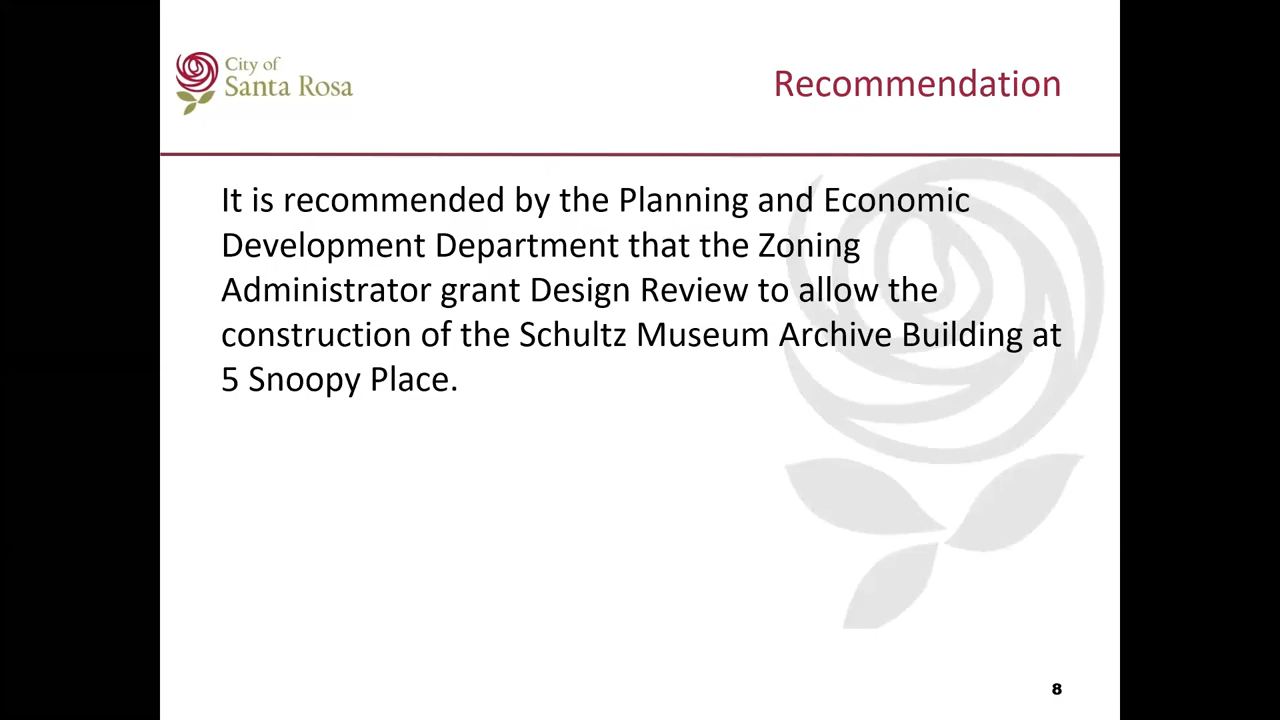 City of
Santa Rosa
Recommendation
It is recommended by the Planning and Economic
Development Department that the Zoning
Administrator grant Design Review to allow the
construction of the Schultz Museum Archive Building at
5 Snoopy Place.
8